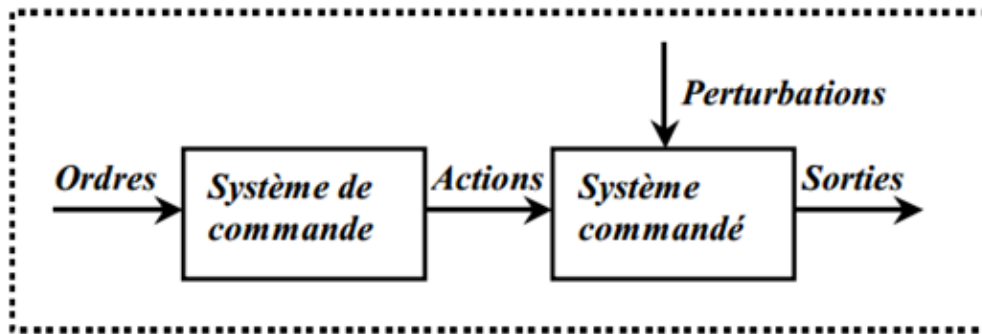 Perturbations
Ordres
Système de
commande
Actions
Système
commandé
Sorties